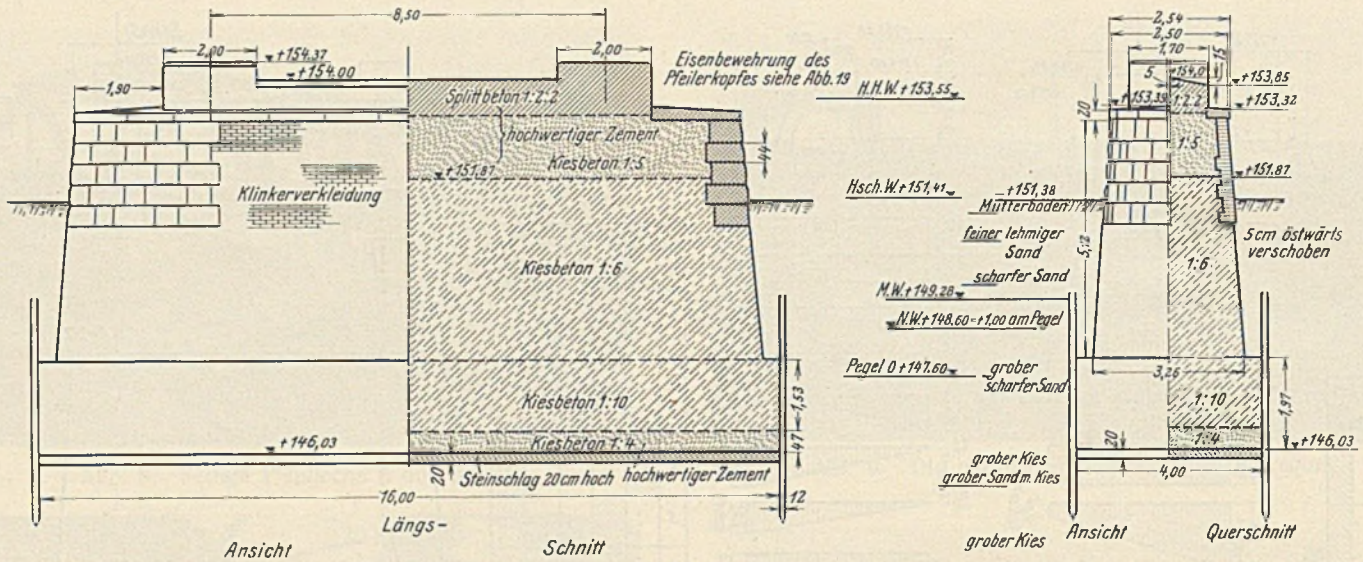 8,50
2,00
+154.37
+154.00
2,00
1,90
Eisenbewehrung des
Pfeilerkopfes siehe Abb.19
H.H.W. +153,55
Splittbeton 1:2:2
hochwertiger Zement
Kiesbeton 1:5
+151,87
44
Klinkerverkleidung
Kiesbeton 1:6
Kiesbeton 1:10
Kiesbeton 1:4
1,53
47
+146,03
20
Steinschlag 20cm hoch
hochwertiger Zement
16,00
12
Längs-
Ansicht
Schnitt
Hsch.W. +151,41
+151,38
Mutterboden
feiner lehmiger
Sand
scharfer Sand
M.W. +149.28
N.W. +148.60=+1,00 am Pegel
Pegel 0 +147.60
grober
scharfer Sand
grober Kies
grober Sand m. Kies
grober Kies
2,54
2,50
1,70
15
5
+154,0
+153,85
+153,39
1:2:2
+153,32
20
1:5
+151.87
5cm ostwärts
verschoben
5,12
1:6
3,26
1:10
1,97
20
1:4
+146,03
4,00
Ansicht
Querschnitt